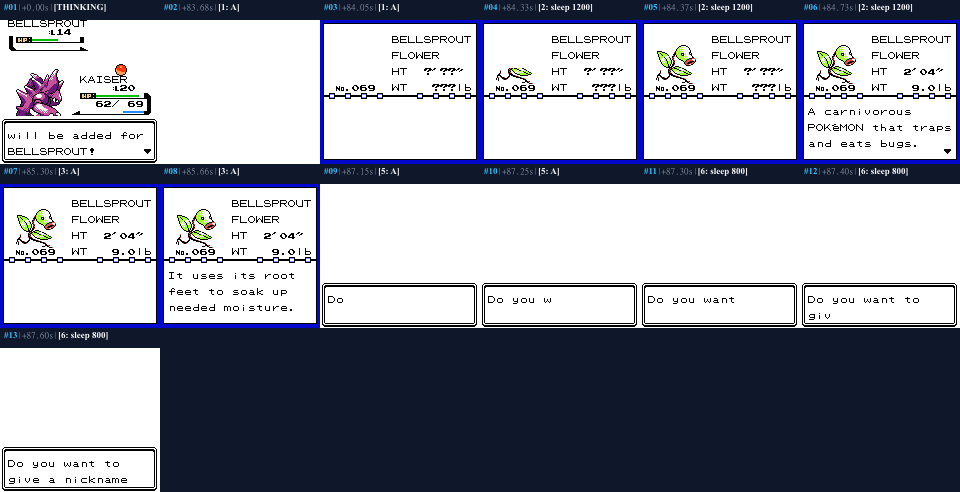 #01 | +0.00s | [THINKING]
BELLSPROUT
:L14
HP:
KAISER
:L20
HP:
62/ 69
will be added for
BELLSPROUT!
#02 | +83.68s | [1: A]
#03 | +84.05s | [1: A]
BELLSPROUT
FLOWER
HT ?'??"
No.069 WT ???lb
#04 | +84.33s | [2: sleep 1200]
BELLSPROUT
FLOWER
HT ?'??"
No.069 WT ???lb
#05 | +84.37s | [2: sleep 1200]
BELLSPROUT
FLOWER
HT ?'??"
No.069 WT ???lb
#06 | +84.73s | [2: sleep 1200]
BELLSPROUT
FLOWER
HT 2'04"
No.069 WT 9.0lb
A carnivorous
POKéMON that traps
and eats bugs.
#07 | +85.30s | [3: A]
BELLSPROUT
FLOWER
HT 2'04"
No.069 WT 9.0lb
#08 | +85.66s | [3: A]
BELLSPROUT
FLOWER
HT 2'04"
No.069 WT 9.0lb
It uses its root
feet to soak up
needed moisture.
#09 | +87.15s | [5: A]
Do
#10 | +87.25s | [5: A]
Do you w
#11 | +87.30s | [6: sleep 800]
Do you want
#12 | +87.40s | [6: sleep 800]
Do you want to
giv
#13 | +87.60s | [6: sleep 800]
Do you want to
give a nickname